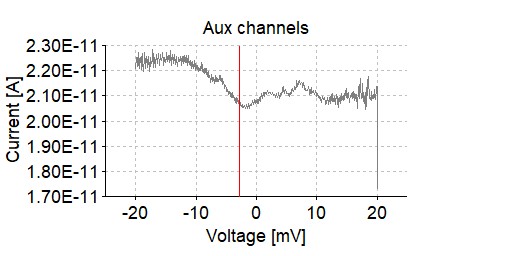 Aux channels
Current [A]
2.30E-11
2.20E-11
2.10E-11
2.00E-11
1.90E-11
1.80E-11
1.70E-11
-20 -10 0 10 20
Voltage [mV]